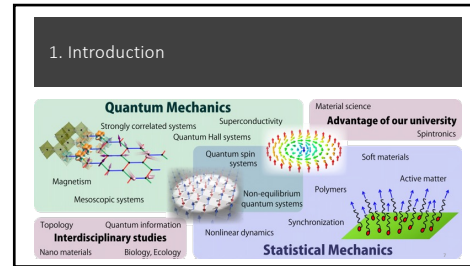 1. Introduction
Quantum Mechanics
Strongly correlated systems
Superconductivity
Quantum Hall systems
Quantum spin
systems
Magnetism
Mesoscopic systems
Non-equilibrium
quantum systems
Material science
Advantage of our university
Spintronics
Soft materials
Active matter
Polymers
Synchronization
Nonlinear dynamics
Statistical Mechanics
Topology
Quantum information
Interdisciplinary studies
Nano materials
Biology, Ecology